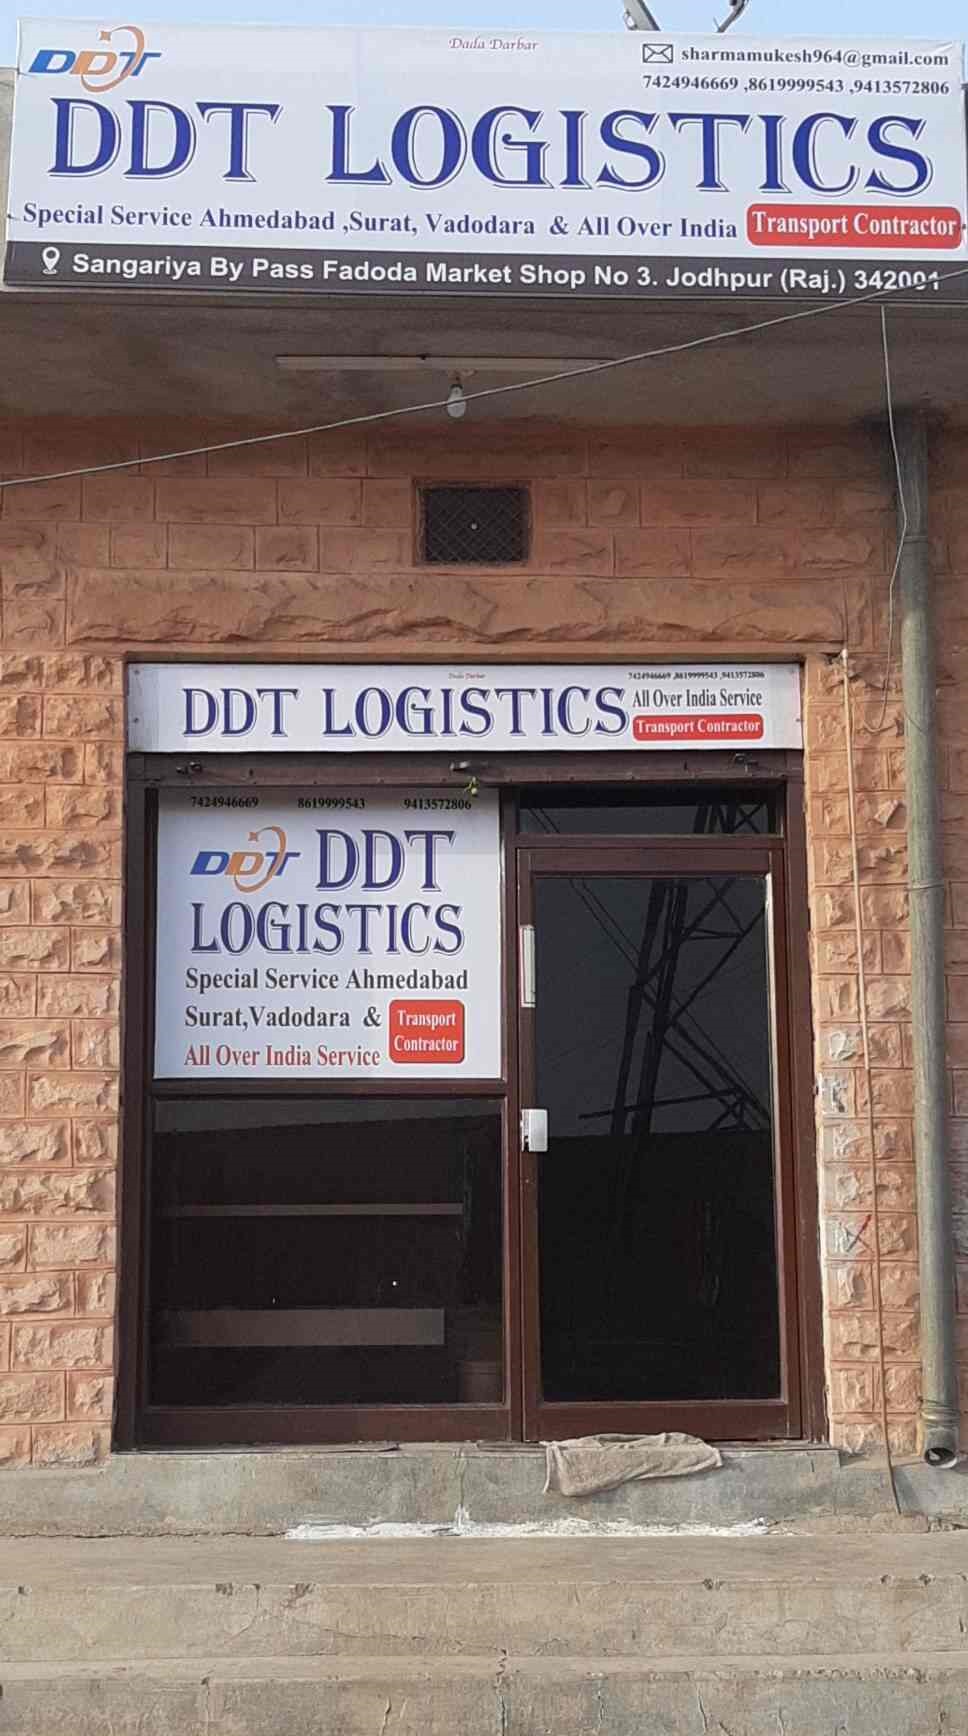 DDT
Dada Darbar
sharmamukesh964@gmail.com
7424946669 ,8619999543 ,9413572806
DDT LOGISTICS
Special Service Ahmedabad ,Surat, Vadodara & All Over India Transport Contractor
Sangariya By Pass Fadoda Market Shop No 3. Jodhpur (Raj.) 342001
Dada Darbar
7424946669 ,8619999543 ,9413572806
DDT LOGISTICS
All Over India Service
Transport Contractor
7424946669 8619999543 9413572806
DDT DDT
LOGISTICS
Special Service Ahmedabad
Surat,Vadodara &
All Over India Service
Transport
Contractor